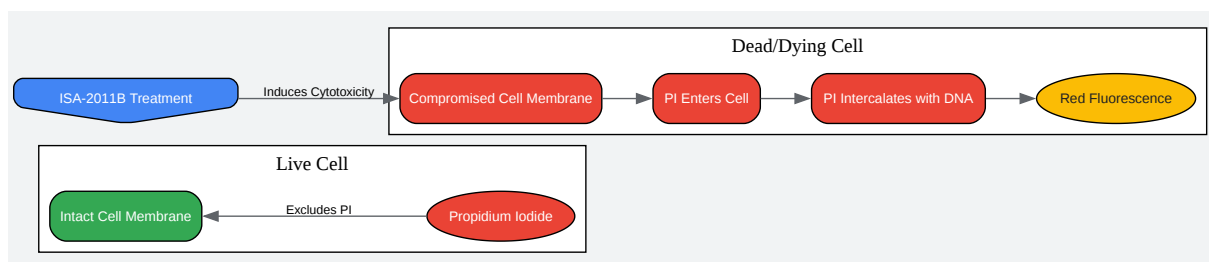 Dead/Dying Cell
ISA-2011B Treatment
Induces Cytotoxicity
Compromised Cell Membrane
PI Enters Cell
PI Intercalates with DNA
Red Fluorescence
Live Cell
Intact Cell Membrane
Excludes PI
Propidium Iodide